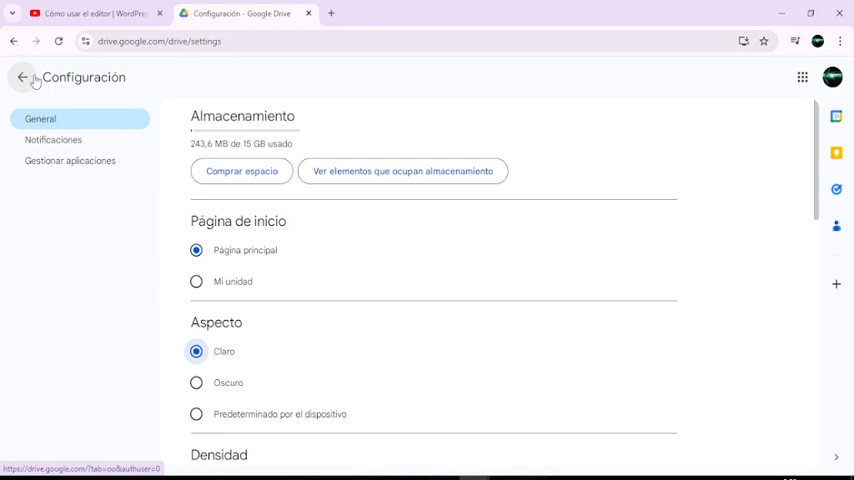 Cómo usar el editor | WordPres
Configuración - Google Drive
drive.google.com/drive/settings
Configuración
General
Notificaciones
Gestionar aplicaciones
Almacenamiento
243,6 MB de 15 GB usado
Comprar espacio
Ver elementos que ocupan almacenamiento
Página de inicio
Página principal
Mi unidad
Aspecto
Claro
Oscuro
Predeterminado por el dispositivo
Densidad
https://drive.google.com/?tab=oo&authuser=0